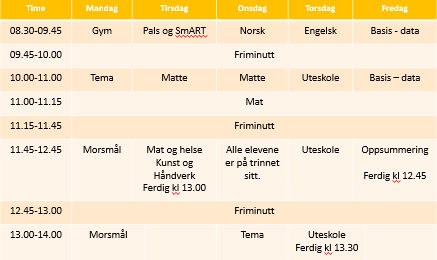 Time Mandag Tirsdag Onsdag Torsdag Fredag
08.30-09.45 Gym Pals og SmART Norsk Engelsk Basis - data
09.45-10.00 Friminutt
10.00-11.00 Tema Matte Matte Uteskole Basis – data
11.00-11.15 Mat
11.15-11.45 Friminutt
11.45-12.45 Morsmål Mat og helse Alle elevene Uteskole Oppsummering
Kunst og er på trinnet
Håndverk sitt. Ferdig kl 12.45
Ferdig kl 13.00
12.45-13.00 Friminutt
13.00-14.00 Morsmål Tema Uteskole
Ferdig kl 13.30